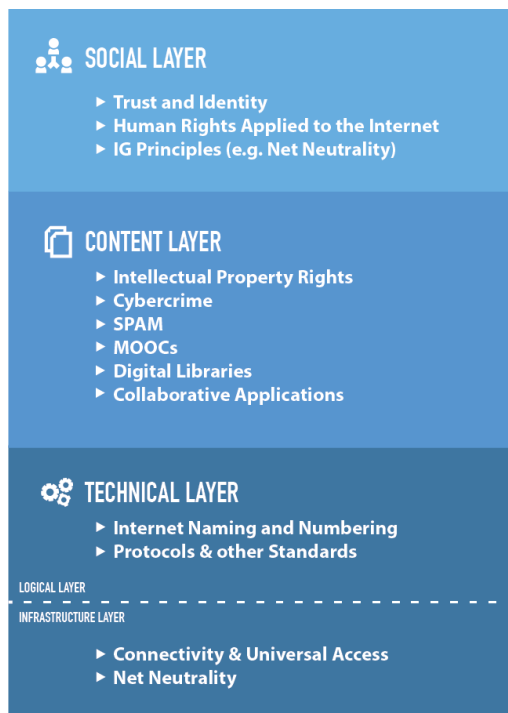 SOCIAL LAYER
Trust and Identity
Human Rights Applied to the Internet
IG Principles (e.g. Net Neutrality)
CONTENT LAYER
Intellectual Property Rights
Cybercrime
SPAM
MOOCs
Digital Libraries
Collaborative Applications
TECHNICAL LAYER
Internet Naming and Numbering
Protocols & other Standards
LOGICAL LAYER
INFRASTRUCTURE LAYER
Connectivity & Universal Access
Net Neutrality